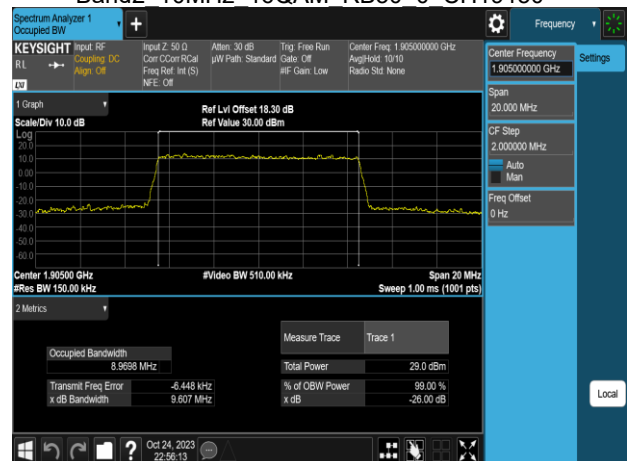 Spectrum Analyzer 1
Occupied BW
Frequency
KEYSIGHT
RL
LXI
Input: RF
Coupling: DC
Align: Off
Input Z: 50 Ω
Corr CCorr RCal
Freq Ref: Int (S)
NFE: Off
Atten: 30 dB
µW Path: Standard
Trig: Free Run
Gate: Off
#IF Gain: Low
Center Freq: 1.905000000 GHz
Avg|Hold: 10/10
Radio Std: None
Center Frequency
1.905000000 GHz
Settings
Span
20.000 MHz
CF Step
2.000000 MHz
Auto
Man
Freq Offset
0 Hz
1 Graph
Scale/Div 10.0 dB
Ref Lvl Offset 18.30 dB
Ref Value 30.00 dBm
Log
20.0
10.0
0.00
-10.0
-20.0
-30.0
-40.0
-50.0
-60.0
Center 1.90500 GHz
#Video BW 510.00 kHz
Span 20 MHz
#Res BW 150.00 kHz
Sweep 1.00 ms (1001 pts)
2 Metrics
Measure Trace
Trace 1
Occupied Bandwidth
8.9698 MHz
Total Power
29.0 dBm
Transmit Freq Error
-6.448 kHz
% of OBW Power
99.00 %
x dB Bandwidth
9.607 MHz
x dB
-26.00 dB
Local
?
Oct 24, 2023
22:56:13